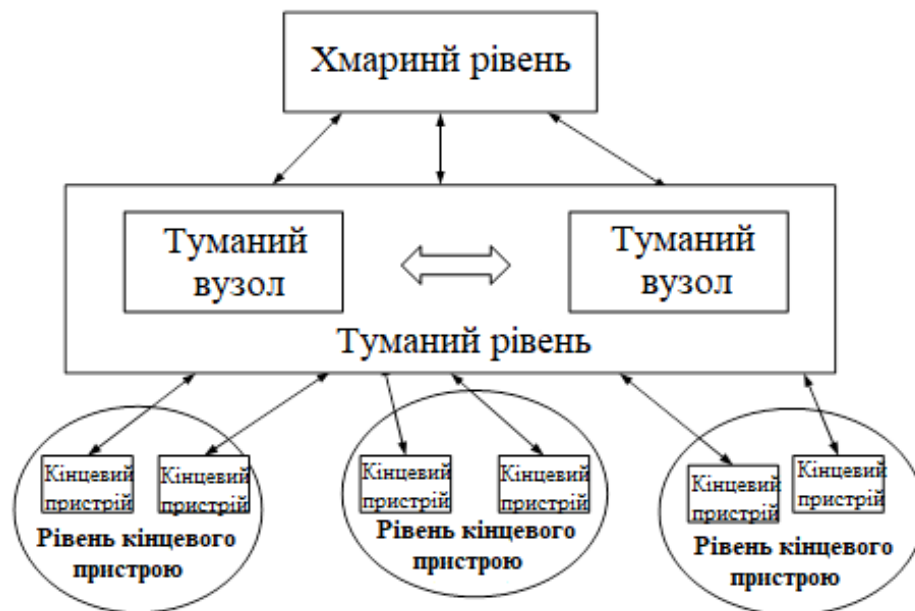 Хмаринй рівень
Туманий
вузол
Туманий
вузол
Туманий рівень
Кінцевий
пристрій
Кінцевий
пристрій
Рівень кінцевого
пристрою
Кінцевий
пристрій
Кінцевий
пристрій
Рівень кінцевого
пристрою
Кінцевий
пристрій
Кінцевий
пристрій
Рівень кінцевого
пристрою